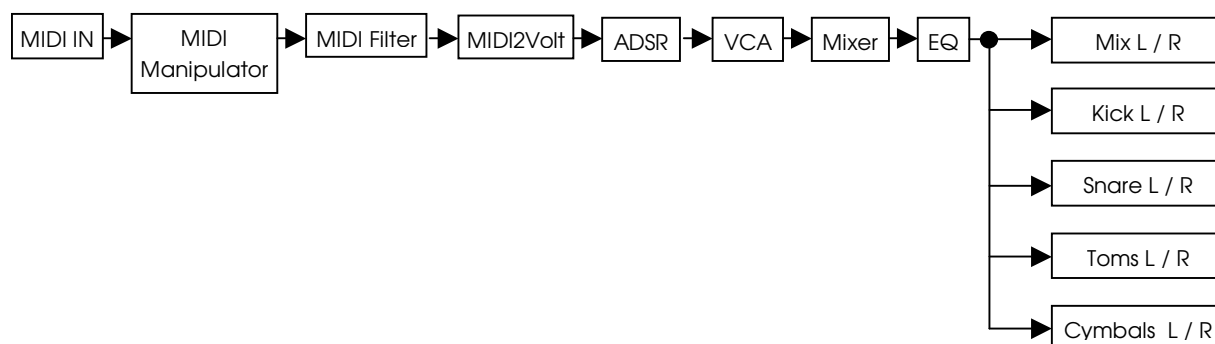 MIDI IN
MIDI
Manipulator
MIDI Filter
MIDI2Volt
ADSR
VCA
Mixer
EQ
Mix L / R
Kick L / R
Snare L / R
Toms L / R
Cymbals L / R